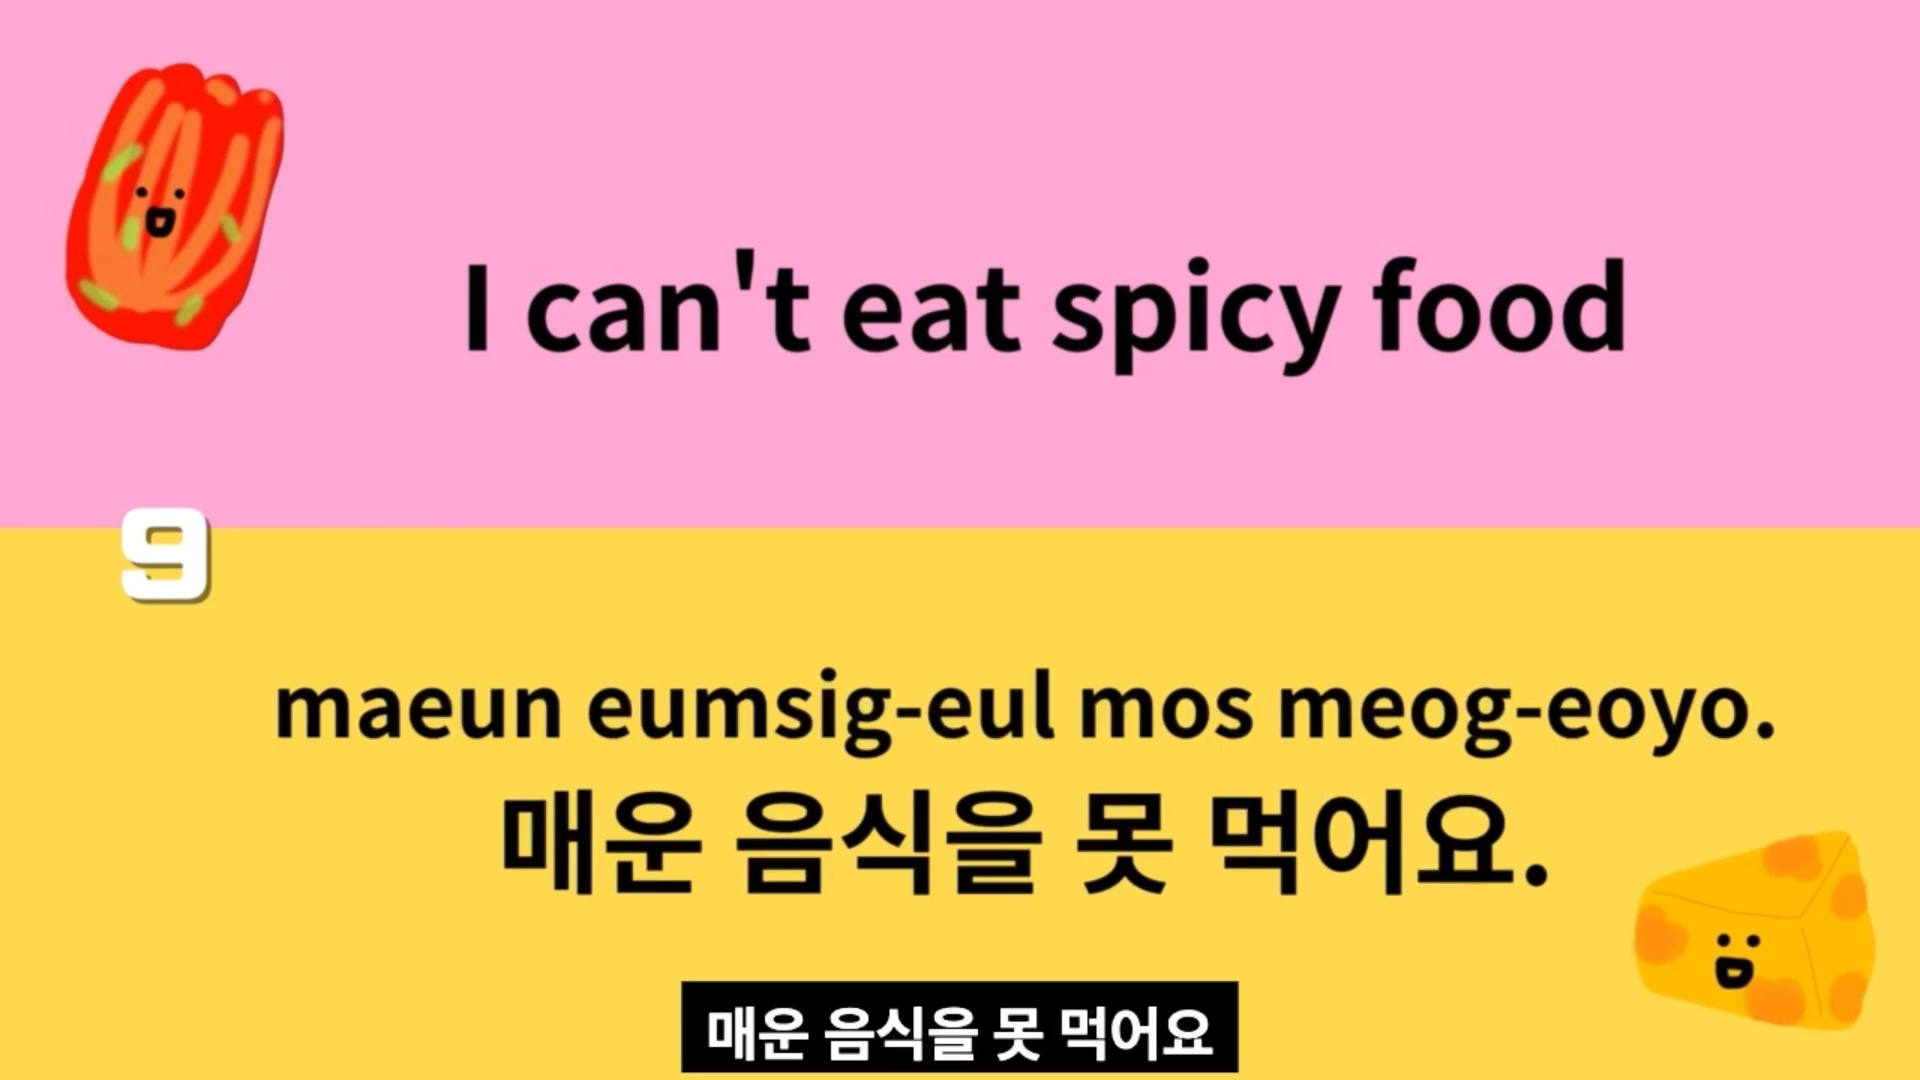 I can't eat spicy food
9
maeun eumsig-eul mos meog-eoyo.
매운 음식을 못 먹어요.
매운 음식을 못 먹어요